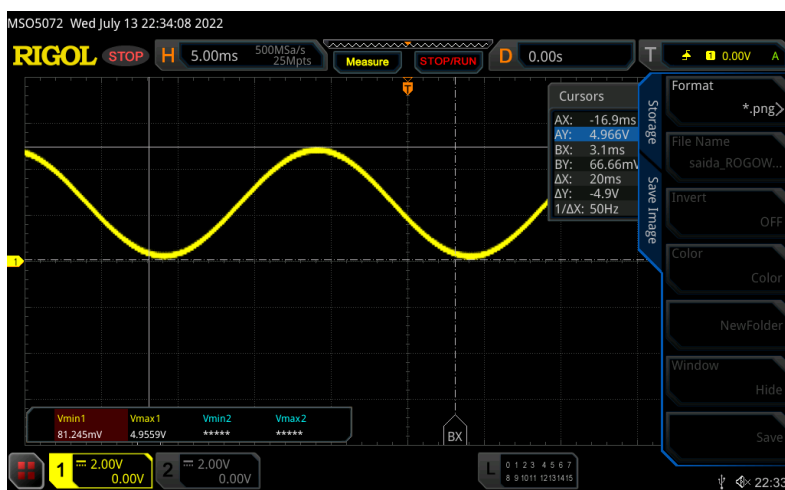 MSO5072 Wed July 13 22:34:08 2022
RIGOL STOP H 5.00ms 500MSa/s 25Mpts Measure STOP/RUN D 0.00s T 1 0.00V A
T
Cursors
AX: -16.9ms
AY: 4.966V
BX: 3.1ms
BY: 66.66mV
ΔX: 20ms
ΔY: -4.9V
1/ΔX: 50Hz
Storage
Save Image
Format
*.png>
File Name
saida_ROGOW...
Invert
OFF
Color
Color
NewFolder
Window
Hide
Save
1
BX
Vmin1 Vmax1 Vmin2 Vmax2
81.245mV 4.9559V ***** *****
1 2.00V 0.00V
2 2.00V 0.00V
L 0 1 2 3 4 5 6 7
8 9 10 11 12 13 14 15
22:33